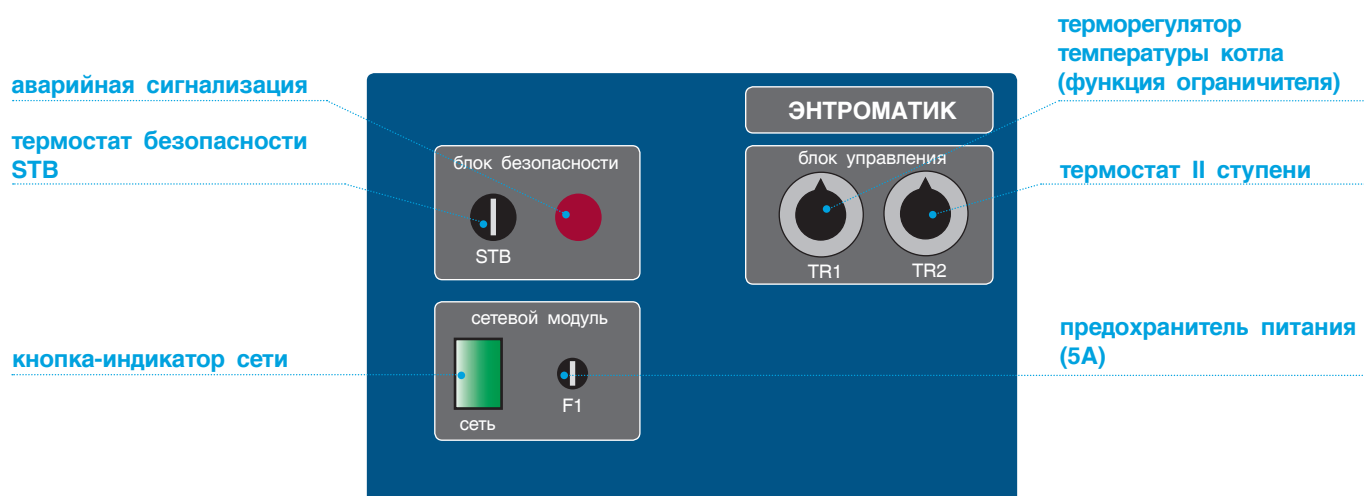 терморегулятор
температуры котла
(функция ограничителя)
аварийная сигнализация
термостат безопасности
STB
ЭНТРОМАТИК
блок безопасности
STB
блок управления
TR1
TR2
термостат II ступени
сетевой модуль
сеть
F1
кнопка-индикатор сети
предохранитель питания
(5А)